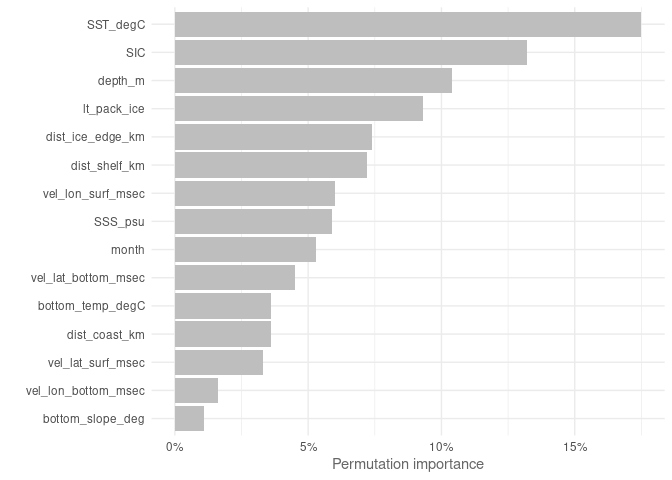 SST_degC
SIC
depth_m
lt_pack_ice
dist_ice_edge_km
dist_shelf_km
vel_lon_surf_msec
SSS_psu
month
vel_lat_bottom_msec
bottom_temp_degC
dist_coast_km
vel_lat_surf_msec
vel_lon_bottom_msec
bottom_slope_deg
0% 5% 10% 15%
Permutation importance